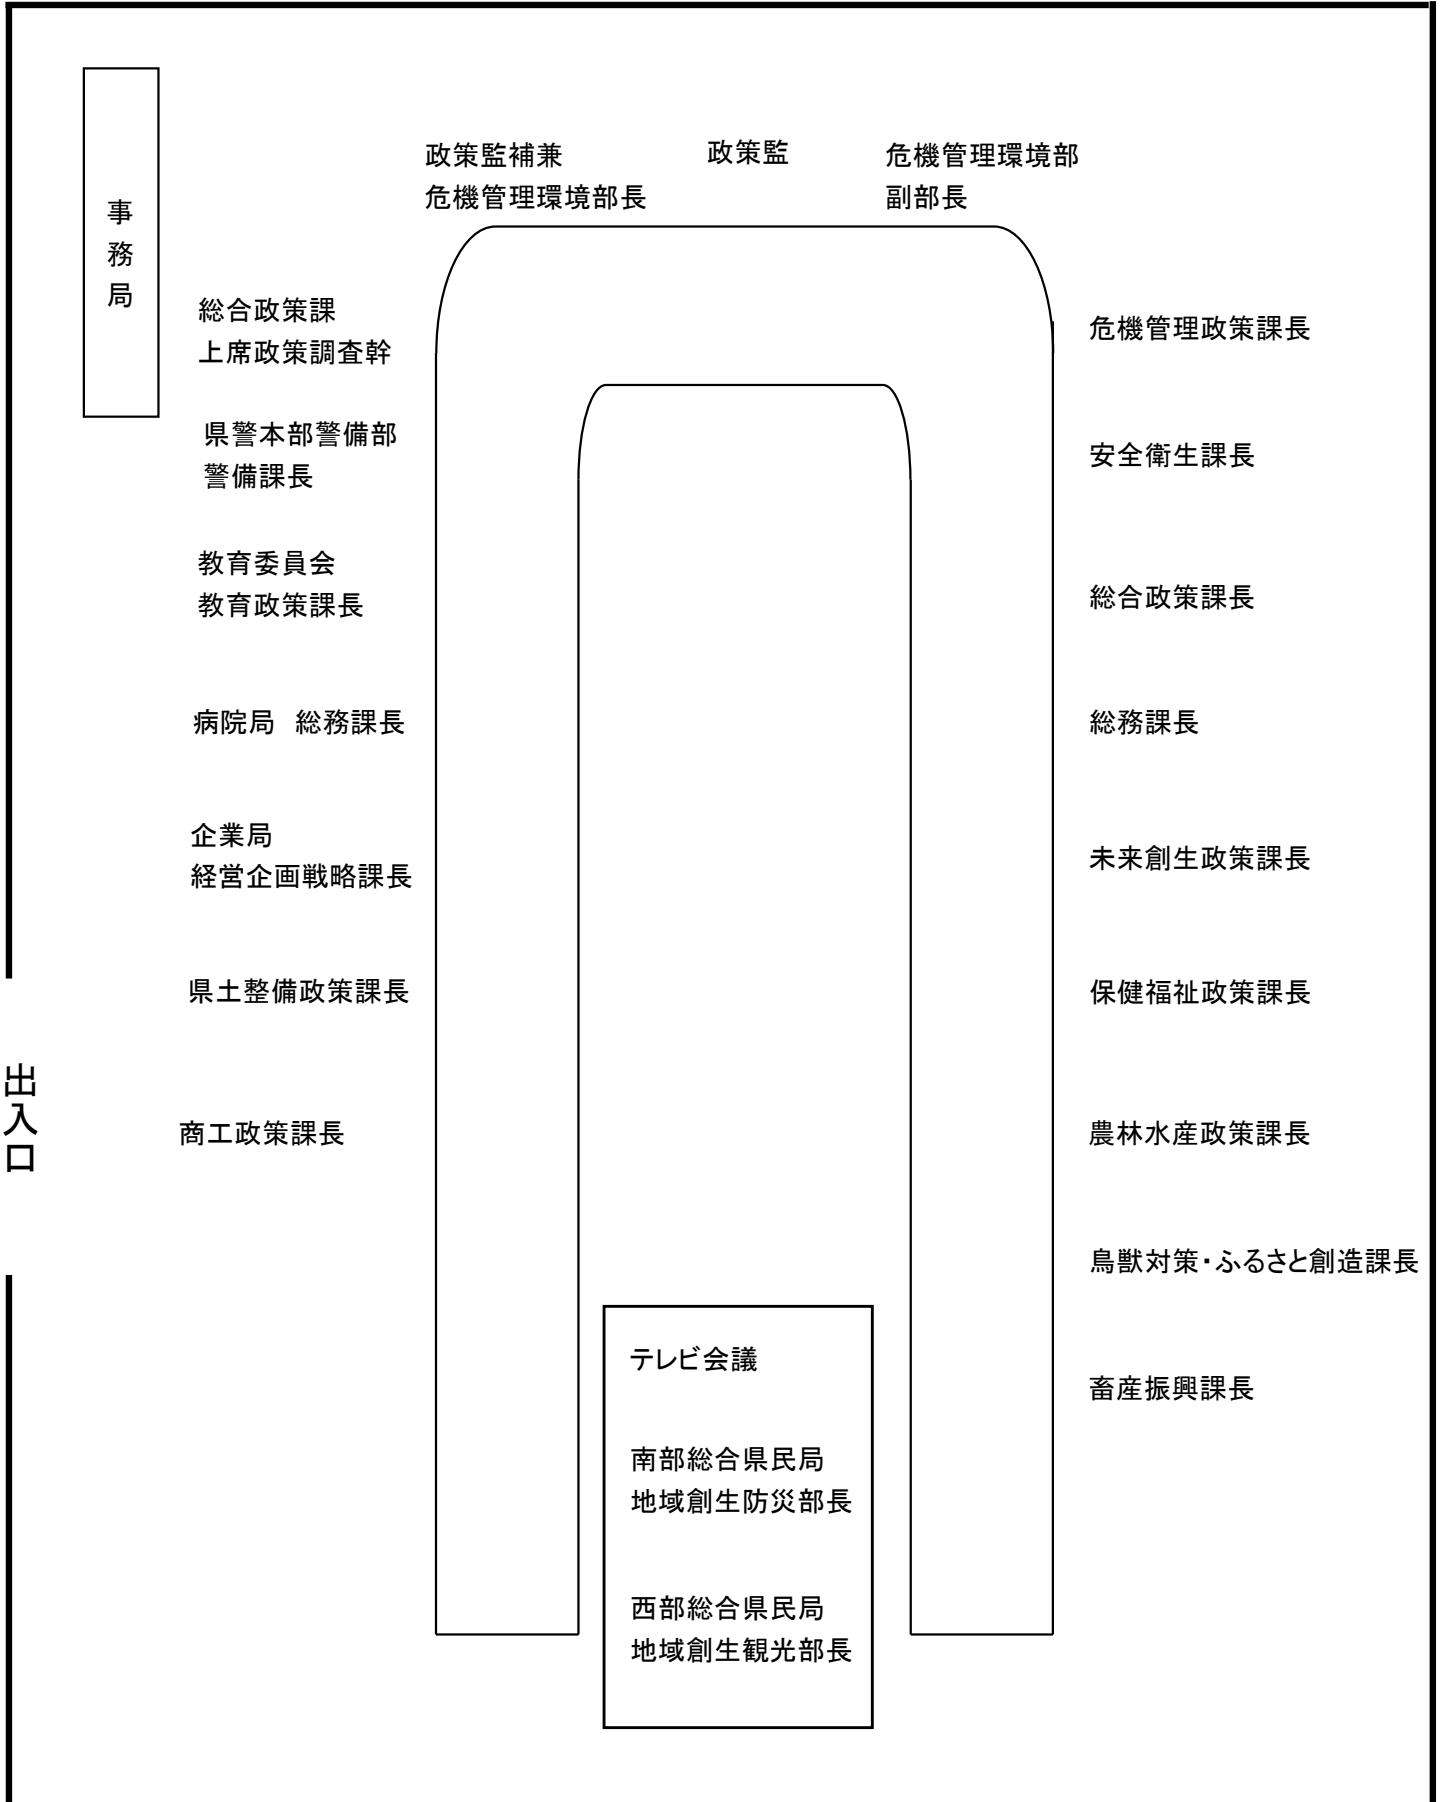 事務局
政策監補兼
危機管理環境部長
政策監
危機管理環境部
副部長
総合政策課
上席政策調査幹
県警本部警備部
警備課長
教育委員会
教育政策課長
病院局　総務課長
企業局
経営企画戦略課長
県土整備政策課長
商工政策課長
出入口
危機管理政策課長
安全衛生課長
総合政策課長
総務課長
未来創生政策課長
保健福祉政策課長
農林水産政策課長
鳥獣対策・ふるさと創造課長
畜産振興課長
テレビ会議
南部総合県民局
地域創生防災部長
西部総合県民局
地域創生観光部長